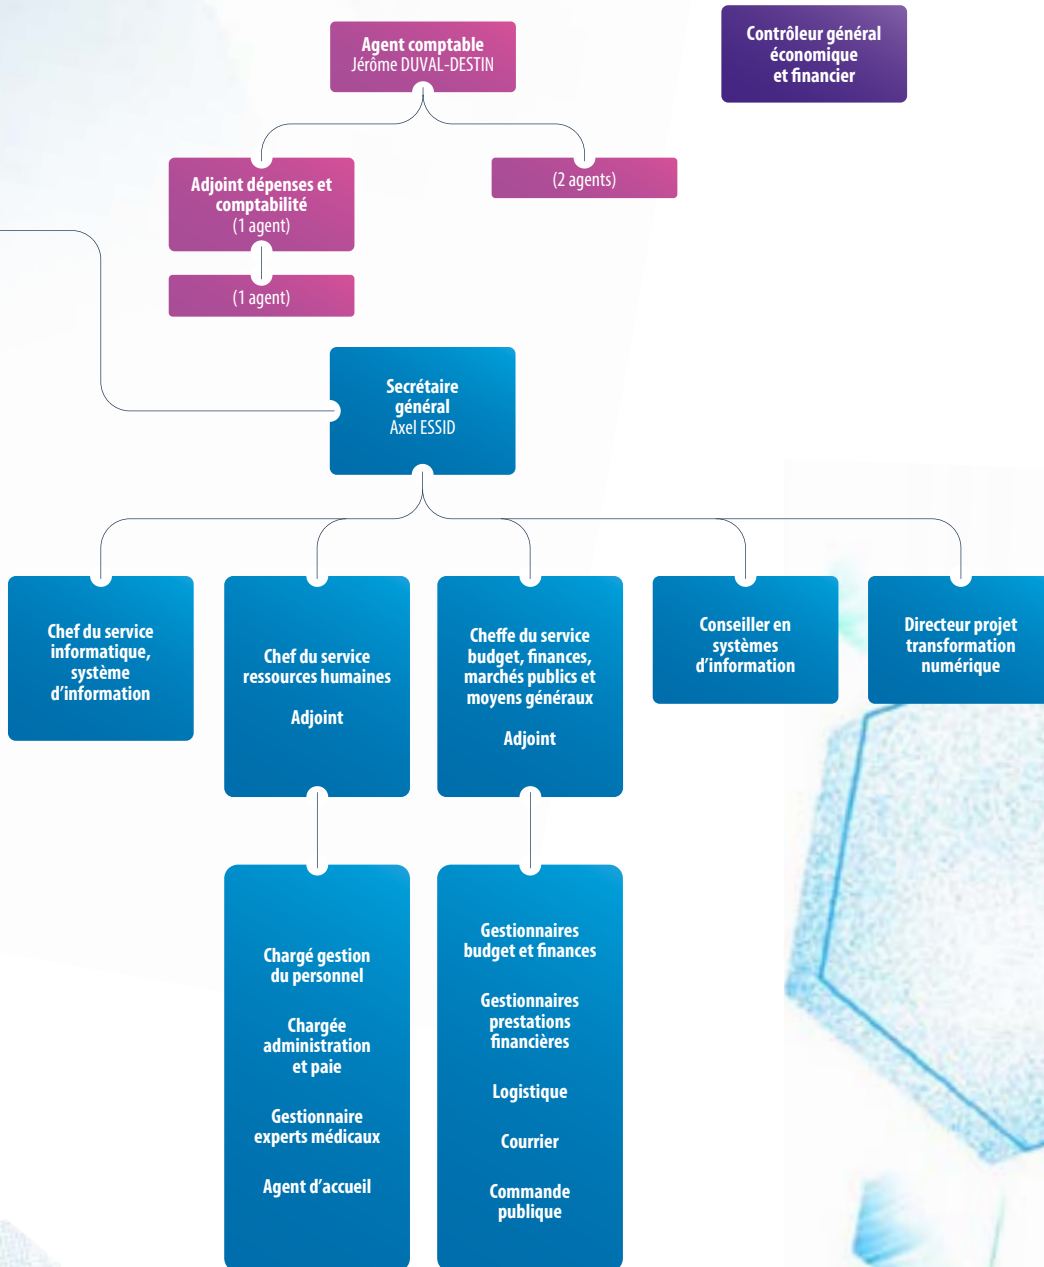 Agent comptable
Jérôme DUVAL-DESTIN
Contrôleur général
économique
et financier
Adjoint dépenses et
comptabilité
(1 agent)
(2 agents)
(1 agent)
Secrétaire
général
Axel ESSID
Chef du service
informatique,
système
d’information
Chef du service
ressources humaines
Adjoint
Cheffe du service
budget, finances,
marchés publics et
moyens généraux
Adjoint
Conseiller en
systèmes
d’information
Directeur projet
transformation
numérique
Chargé gestion
du personnel
Chargée
administration
et paie
Gestionnaire
experts médicaux
Agent d’accueil
Gestionnaires
budget et finances
Gestionnaires
prestations
financières
Logistique
Courrier
Commande
publique